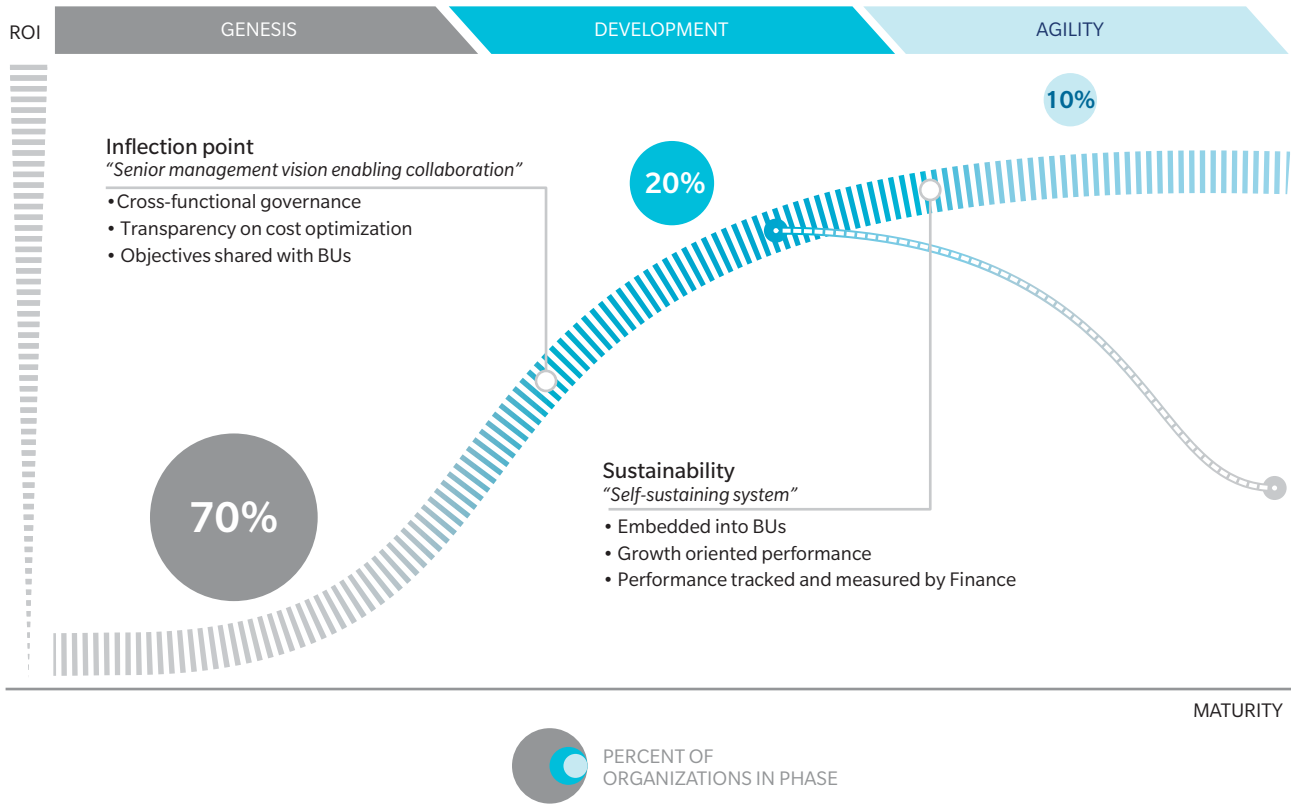 ROI
GENESIS
DEVELOPMENT
AGILITY
10%
Inflection point
“Senior management vision enabling collaboration”
•Cross-functional governance
• Transparency on cost optimization
• Objectives shared with BUs
20%
70%
Sustainability
“Self-sustaining system”
• Embedded into BUs
• Growth oriented performance
• Performance tracked and measured by Finance
MATURITY
PERCENT OF
ORGANIZATIONS IN PHASE